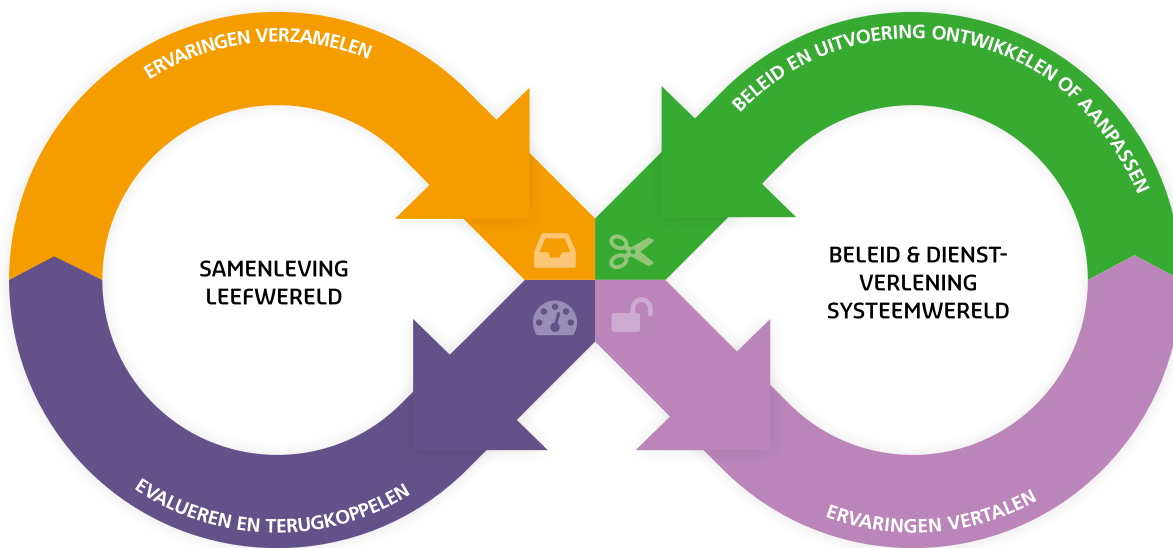 ERVARINGEN VERZAMELEN
BELEID EN UITVOERING ONTWIKKELEN OF AANPASSEN
SAMENLEVING
LEEFWERELD
BELEID & DIENST-
VERLENING
SYSTEEMWERELD
EVALUEREN EN TERUGKOPPELEN
ERVARINGEN VERTALEN